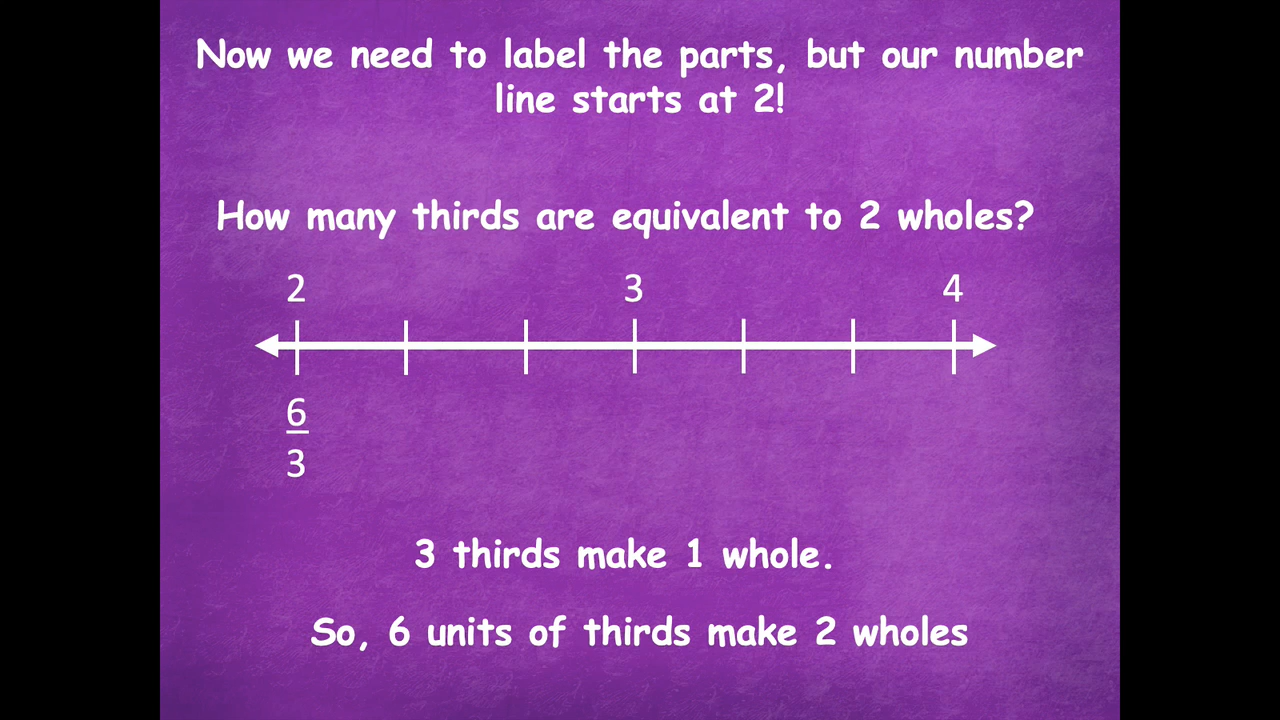 Now we need to label the parts, but our number
line starts at 2!
How many thirds are equivalent to 2 wholes?
2 3 4
6
3
3 thirds make 1 whole.
So, 6 units of thirds make 2 wholes